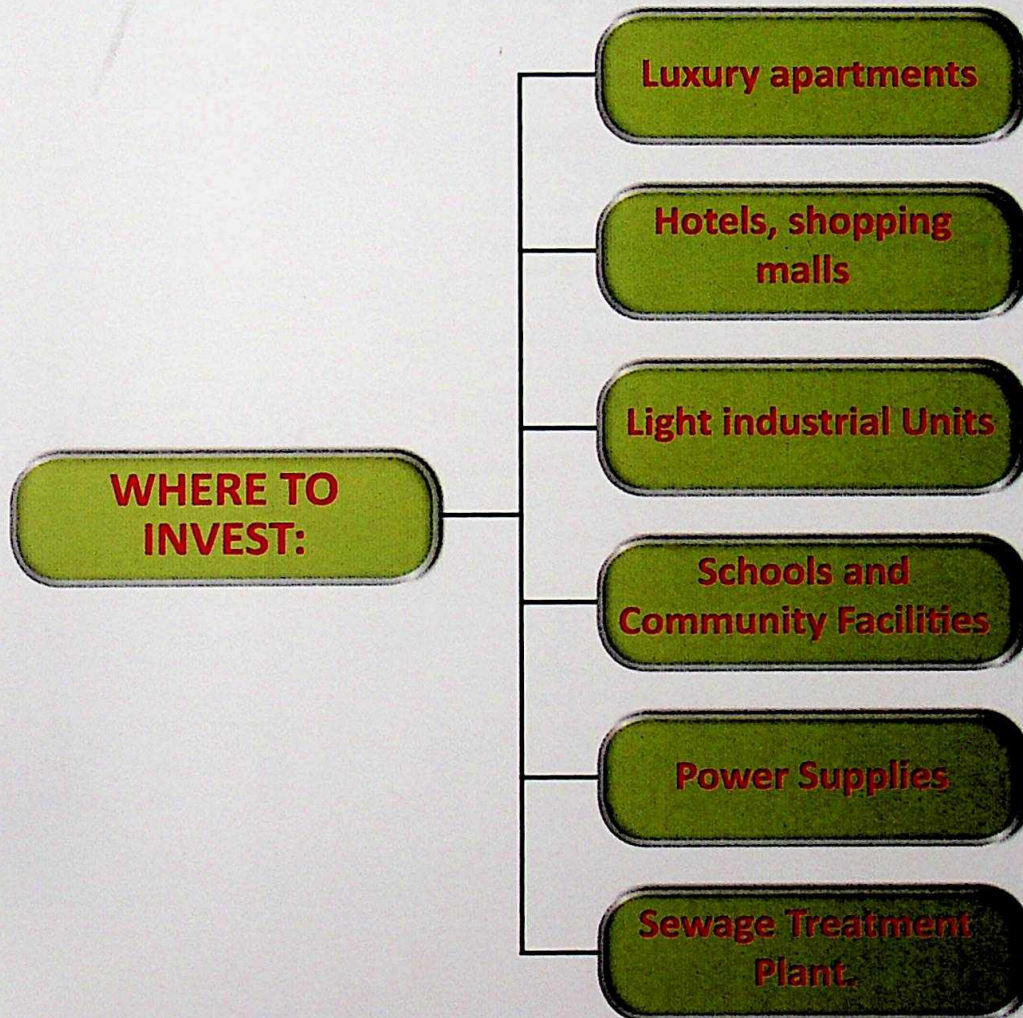 Luxury apartments
Hotels, shopping
malls
Light industrial Units
WHERE TO
INVEST:
Schools and
Community Facilities
Power Supplies
Sewage Treatment
Plant.